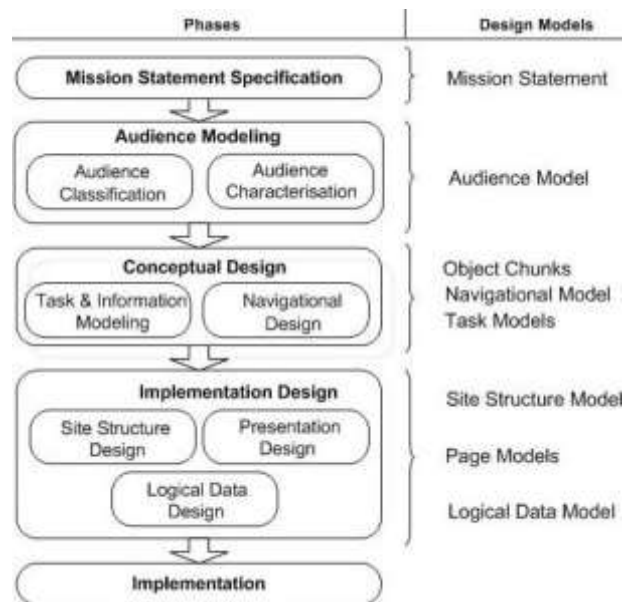 Phases Design Models
Mission Statement Specification
Mission Statement
Audience Modeling
Audience Classification
Audience Characterisation
Audience Model
Conceptual Design
Task & Information Modeling
Navigational Design
Object Chunks
Navigational Model
Task Models
Implementation Design
Site Structure Design
Presentation Design
Logical Data Design
Site Structure Model
Page Models
Logical Data Model
Implementation